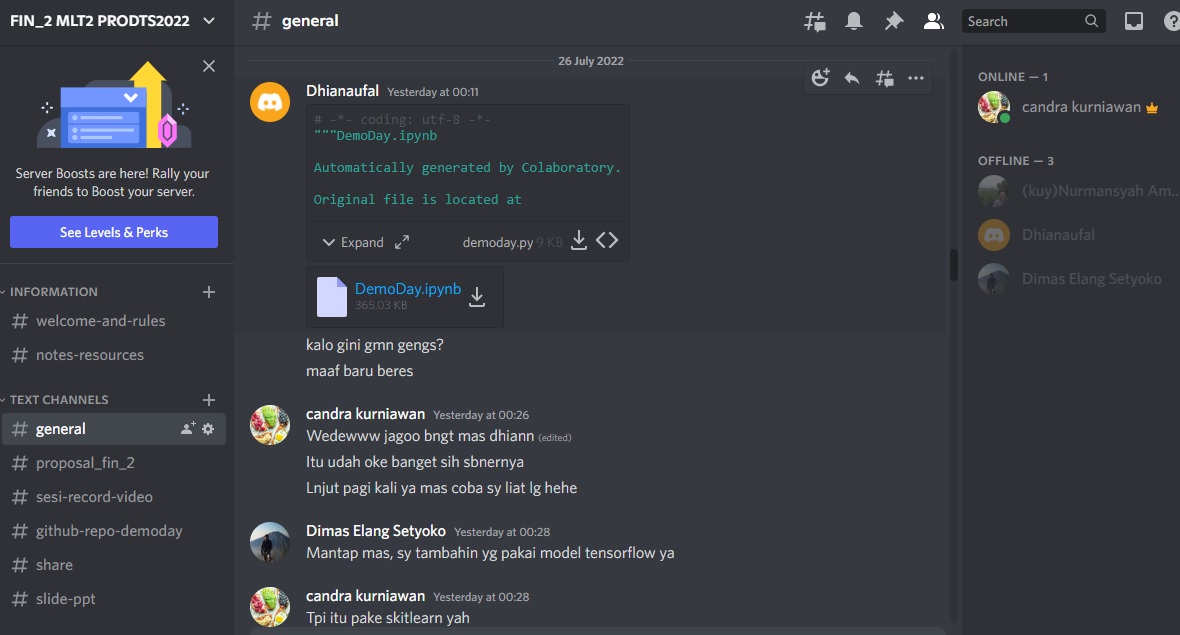 FIN_2 MLT2 PRODTS2022
general
Search
Server Boosts are here! Rally your
friends to Boost your server.
See Levels & Perks
INFORMATION
welcome-and-rules
notes-resources
TEXT CHANNELS
general
proposal_fin_2
sesi-record-video
github-repo-demoday
share
slide-ppt
26 July 2022
Dhianaufal Yesterday at 00:11
# -*- coding: utf-8 -*-
"""DemoDay.ipynb
Automatically generated by Colaboratory.
Original file is located at
Expand demoday.py 9 KB
DemoDay.ipynb
365.03 KB
kalo gini gmn gengs?
maaf baru beres
candra kurniawan Yesterday at 00:26
Wedewww jagoo bngt mas dhiann (edited)
Itu udah oke banget sih sbnernya
Lnjut pagi kali ya mas coba sy liat lg hehe
Dimas Elang Setyoko Yesterday at 00:28
Mantap mas, sy tambahin yg pakai model tensorflow ya
candra kurniawan Yesterday at 00:28
Tpi itu pake skitlearn yah
ONLINE — 1
candra kurniawan
OFFLINE — 3
(kuy)Nurmansyah Am...
Dhianaufal
Dimas Elang Setyoko